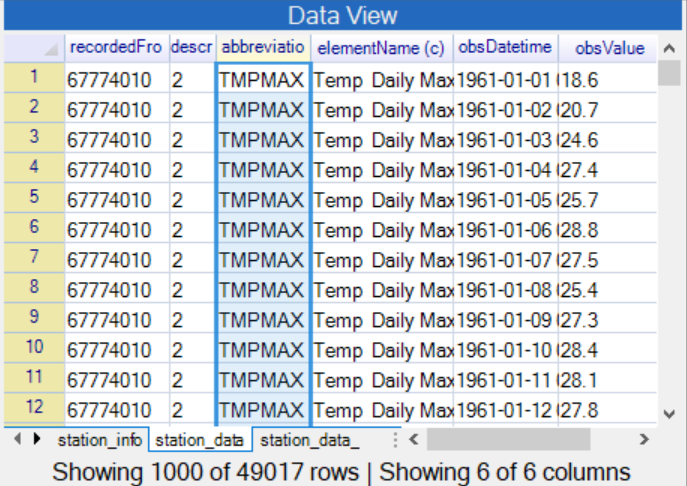 Data View
recordedFro descr abbreviatio elementName (c) obsDatetime obsValue
1 67774010 2 TMPMAX Temp Daily Max 1961-01-01 18.6
2 67774010 2 TMPMAX Temp Daily Max 1961-01-02 20.7
3 67774010 2 TMPMAX Temp Daily Max 1961-01-03 24.6
4 67774010 2 TMPMAX Temp Daily Max 1961-01-04 27.4
5 67774010 2 TMPMAX Temp Daily Max 1961-01-05 25.7
6 67774010 2 TMPMAX Temp Daily Max 1961-01-06 28.8
7 67774010 2 TMPMAX Temp Daily Max 1961-01-07 27.5
8 67774010 2 TMPMAX Temp Daily Max 1961-01-08 25.4
9 67774010 2 TMPMAX Temp Daily Max 1961-01-09 27.3
10 67774010 2 TMPMAX Temp Daily Max 1961-01-10 28.4
11 67774010 2 TMPMAX Temp Daily Max 1961-01-11 28.1
12 67774010 2 TMPMAX Temp Daily Max 1961-01-12 27.8
station_info station_data station_data_
Showing 1000 of 49017 rows | Showing 6 of 6 columns